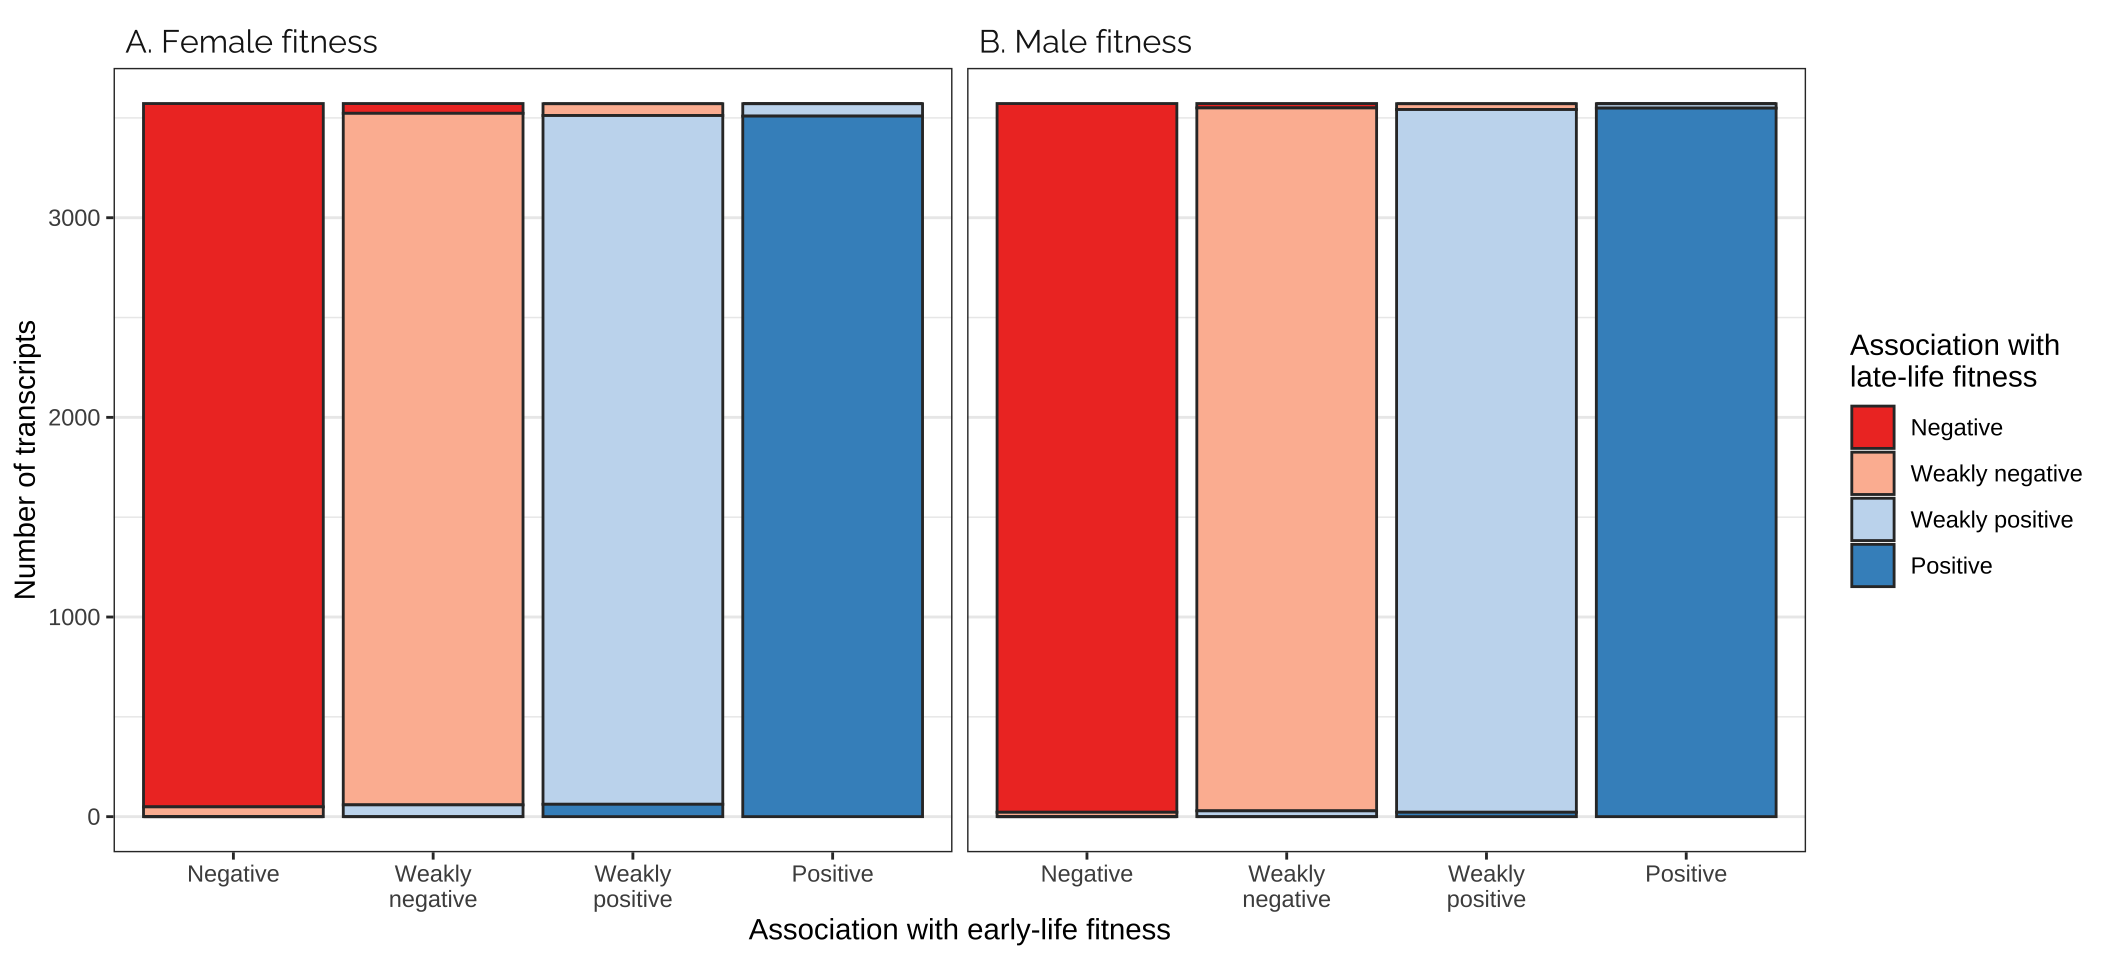 A. Female fitness
B. Male fitness
Number of transcripts
3000
2000
1000
0
Negative
Weakly
negative
Weakly
positive
Positive
Negative
Weakly
negative
Weakly
positive
Positive
Association with early-life fitness
Association with
late-life fitness
Negative
Weakly negative
Weakly positive
Positive